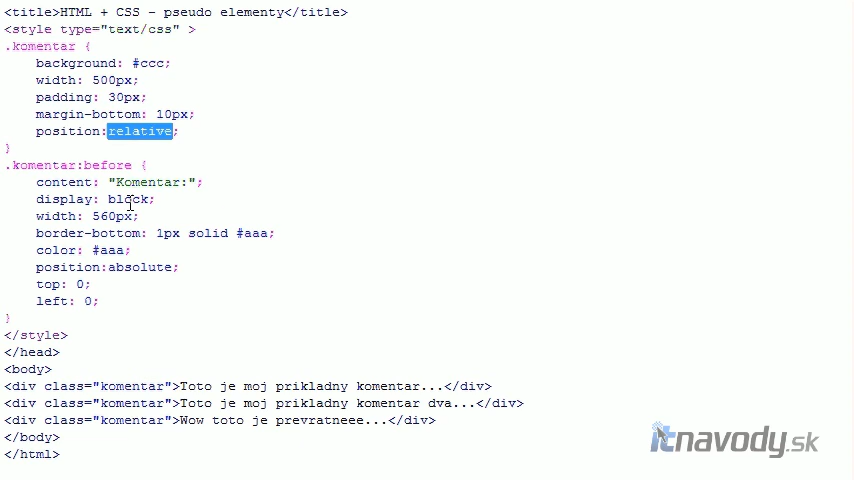 <title>HTML + CSS - pseudo elementy</title>
<style type="text/css" >
.komentar {
    background: #ccc;
    width: 500px;
    padding: 30px;
    margin-bottom: 10px;
    position:relative;
}
.komentar:before {
    content: "Komentar:";
    display: block;
    width: 560px;
    border-bottom: 1px solid #aaa;
    color: #aaa;
    position:absolute;
    top: 0;
    left: 0;
}
</style>
</head>
<body>
<div class="komentar">Toto je moj prikladny komentar...</div>
<div class="komentar">Toto je moj prikladny komentar dva...</div>
<div class="komentar">Wow toto je prevratneee...</div>
</body>
</html>
itnavody.sk